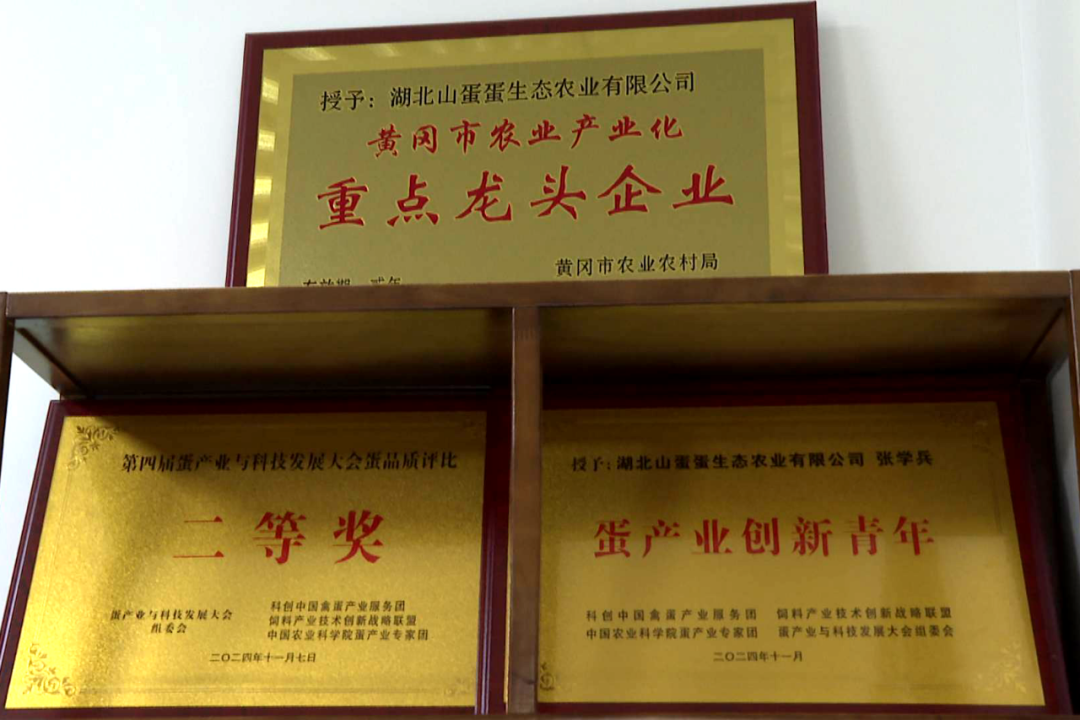 授予：湖北山蛋蛋生态农业有限公司
黄冈市农业产业化
重点龙头企业
黄冈市农业农村局
有效期 贰年
第四届蛋产业与科技发展大会蛋品质评比
二等奖
蛋产业与科技发展大会
组委会
科创中国禽蛋产业服务团
饲料产业技术创新战略联盟
中国农业科学院蛋产业专家团
二〇二四年十一月七日
授予：湖北山蛋蛋生态农业有限公司 张学兵
蛋产业创新青年
科创中国禽蛋产业服务团 饲料产业技术创新战略联盟
中国农业科学院蛋产业专家团 蛋产业与科技发展大会组委会
二〇二四年十一月